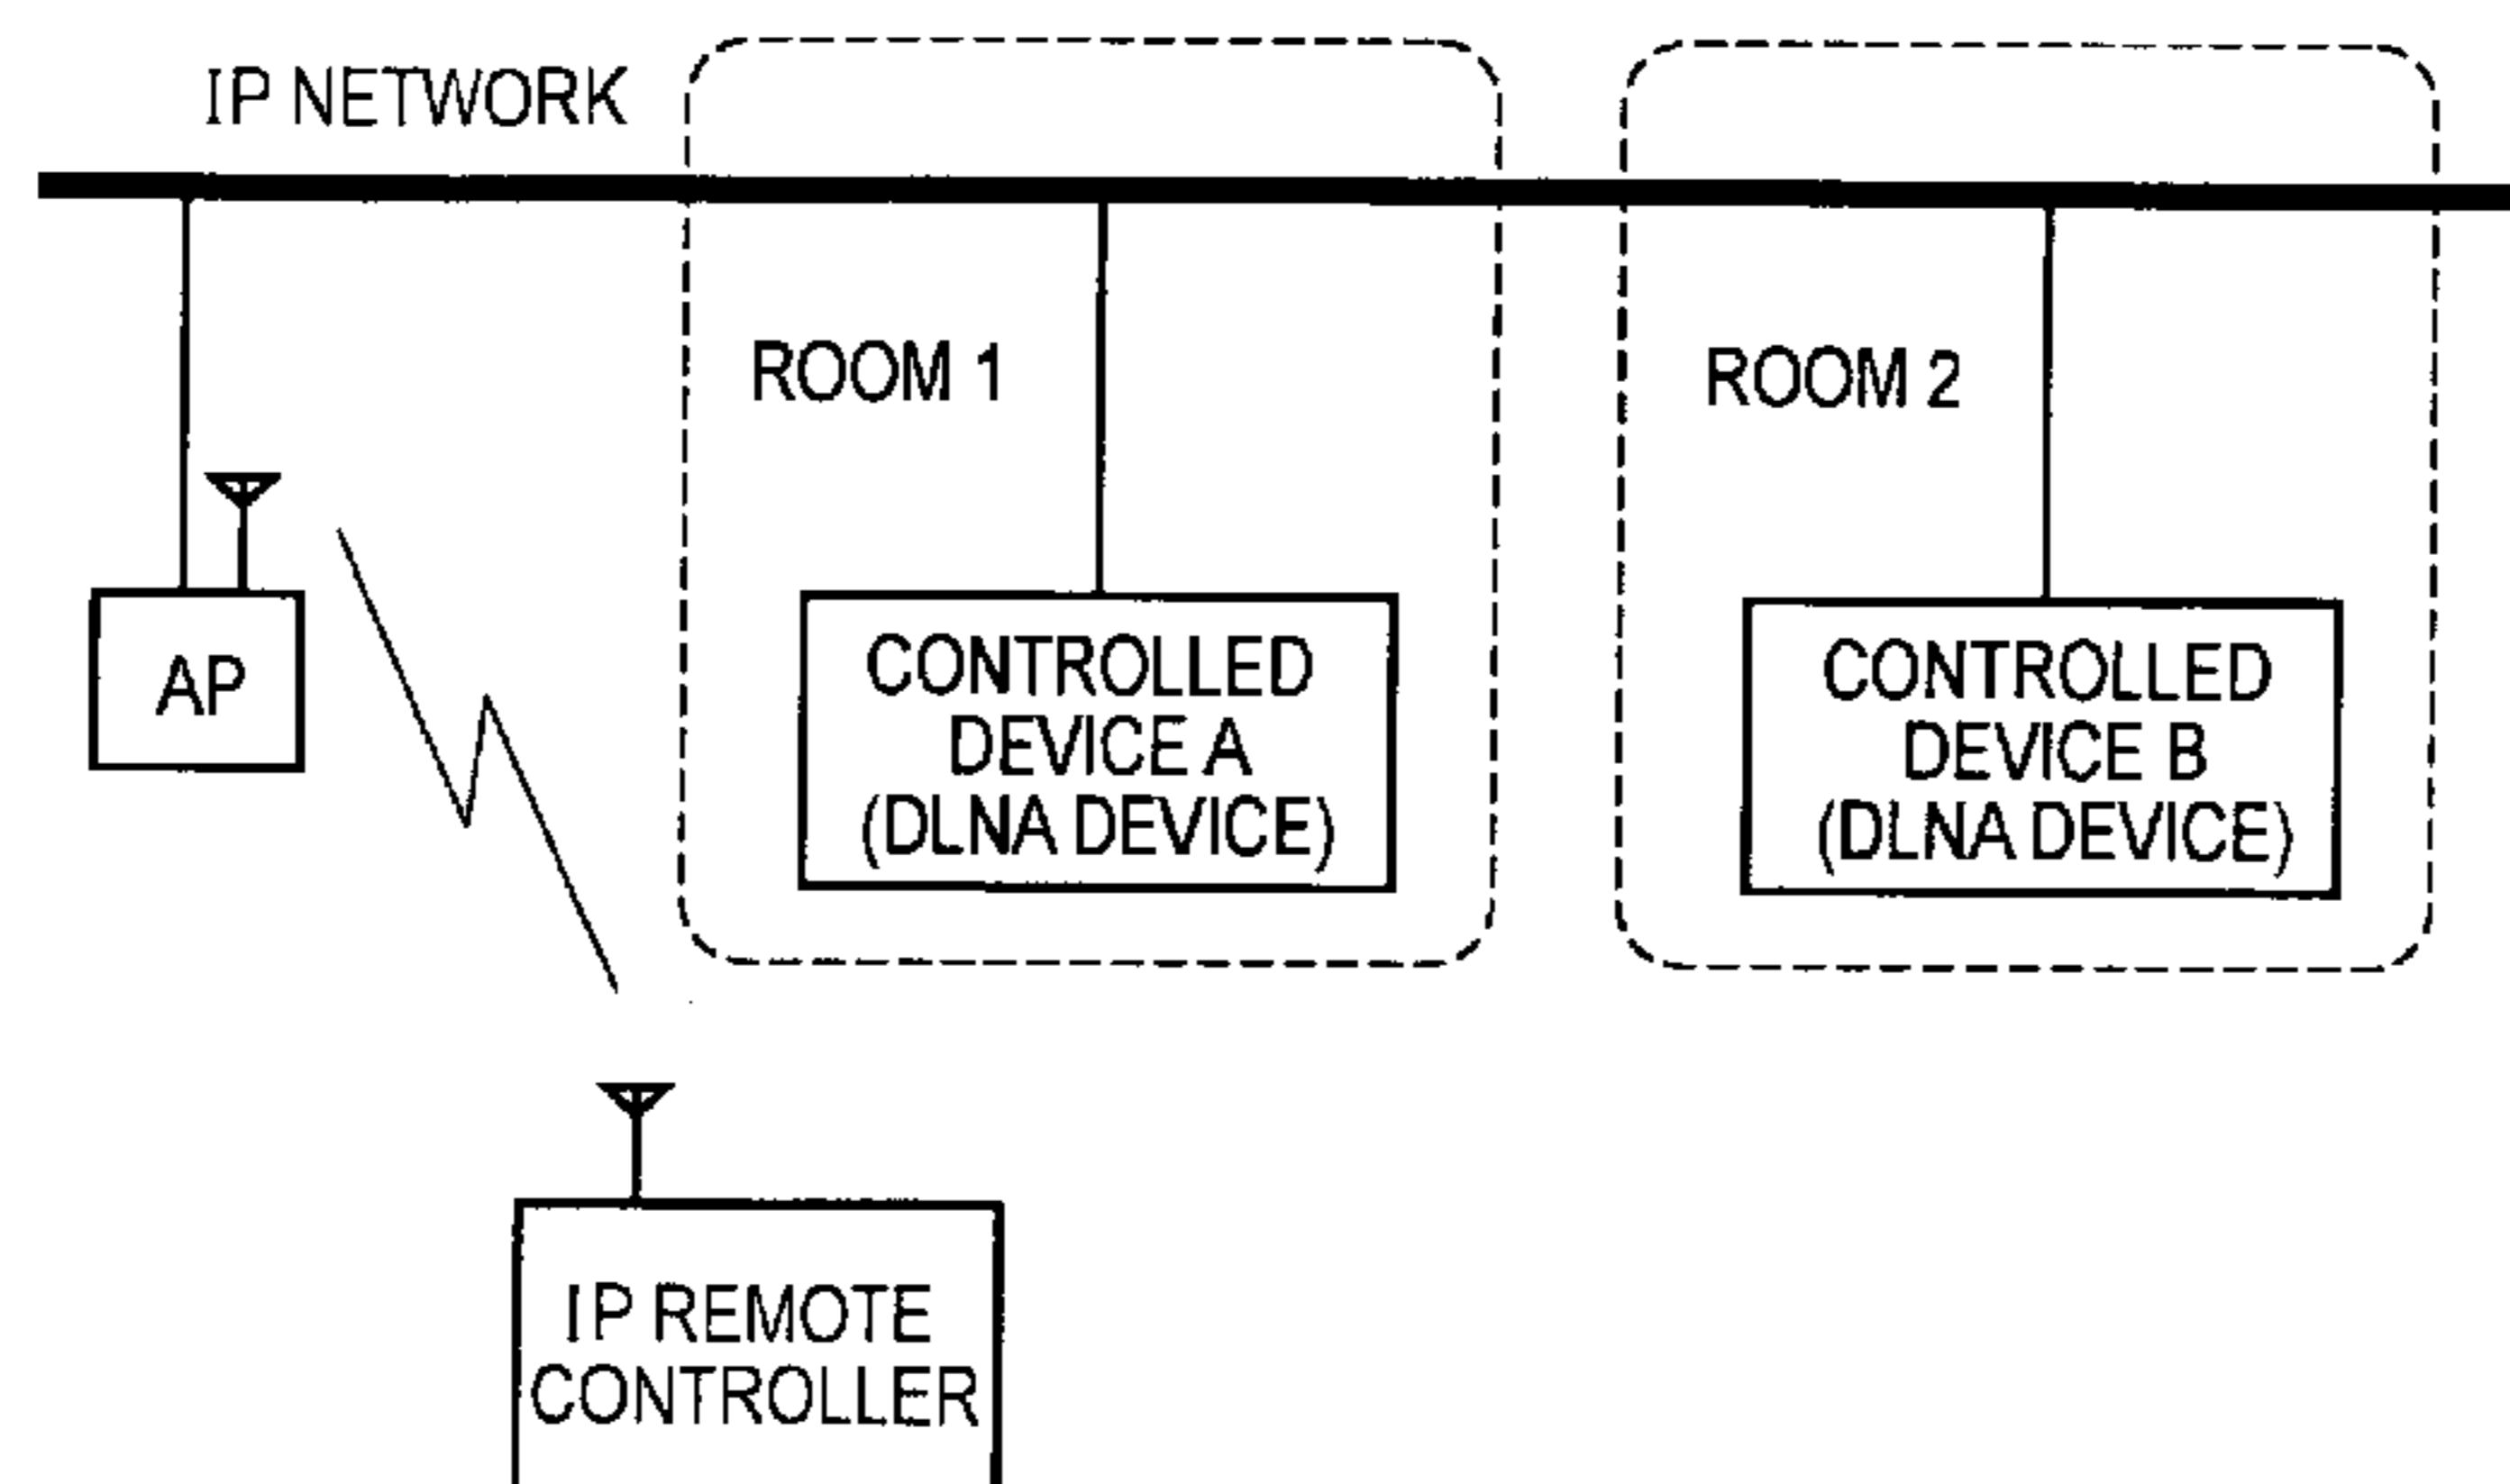 IP NETWORK
ROOM 1
ROOM 2
AP
CONTROLLED
DEVICE A
(DLNA DEVICE)
CONTROLLED
DEVICE B
(DLNA DEVICE)
IP REMOTE
CONTROLLER